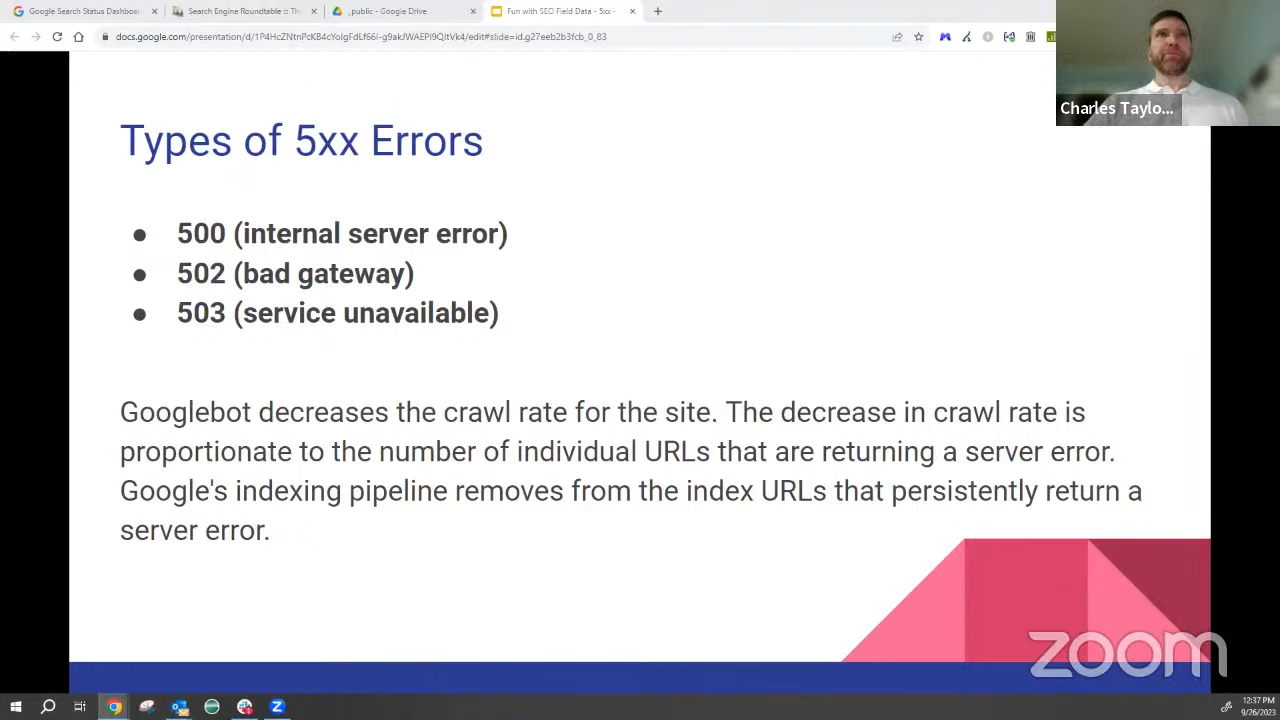 Google Search Status Dashboar
Search Engine Roundtable :: The
_public - Google Drive
Fun with SEO Field Data - 5xx -
docs.google.com/presentation/d/1P4HcZNtnPcKB4cYoIgFdLf66i-g9akJWAEPi9QItVk4/edit#slide=id.g27eeb2b3fcb_0_83
Charles Taylo...
Types of 5xx Errors
● 500 (internal server error)
● 502 (bad gateway)
● 503 (service unavailable)
Googlebot decreases the crawl rate for the site. The decrease in crawl rate is
proportionate to the number of individual URLs that are returning a server error.
Google's indexing pipeline removes from the index URLs that persistently return a
server error.
zoom
12:37 PM
9/26/2023